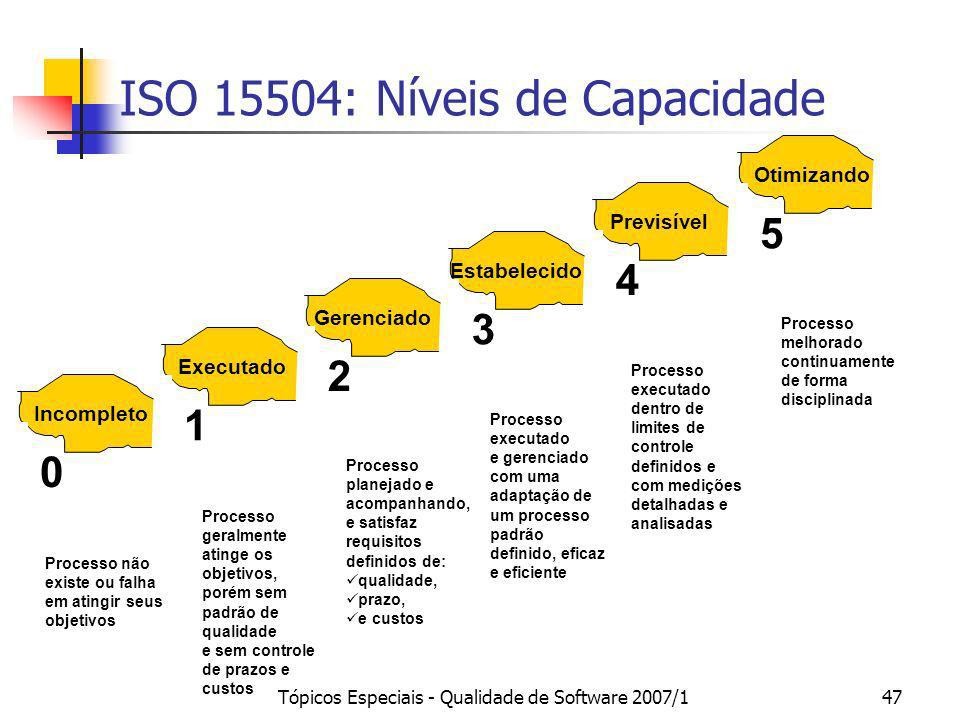 ISO 15504: Níveis de Capacidade
Incompleto
0
Processo não
existe ou falha
em atingir seus
objetivos
Executado
1
Processo
geralmente
atinge os
objetivos,
porém sem
padrão de
qualidade
e sem controle
de prazos e
custos
Gerenciado
2
Processo
planejado e
acompanhando,
e satisfaz
requisitos
definidos de:
✓qualidade,
✓prazo,
✓e custos
Estabelecido
3
Processo
executado
e gerenciado
com uma
adaptação de
um processo
padrão
definido, eficaz
e eficiente
Previsível
4
Processo
executado
dentro de
limites de
controle
definidos e
com medições
detalhadas e
analisadas
Otimizando
5
Processo
melhorado
continuamente
de forma
disciplinada
Tópicos Especiais - Qualidade de Software 2007/1
47